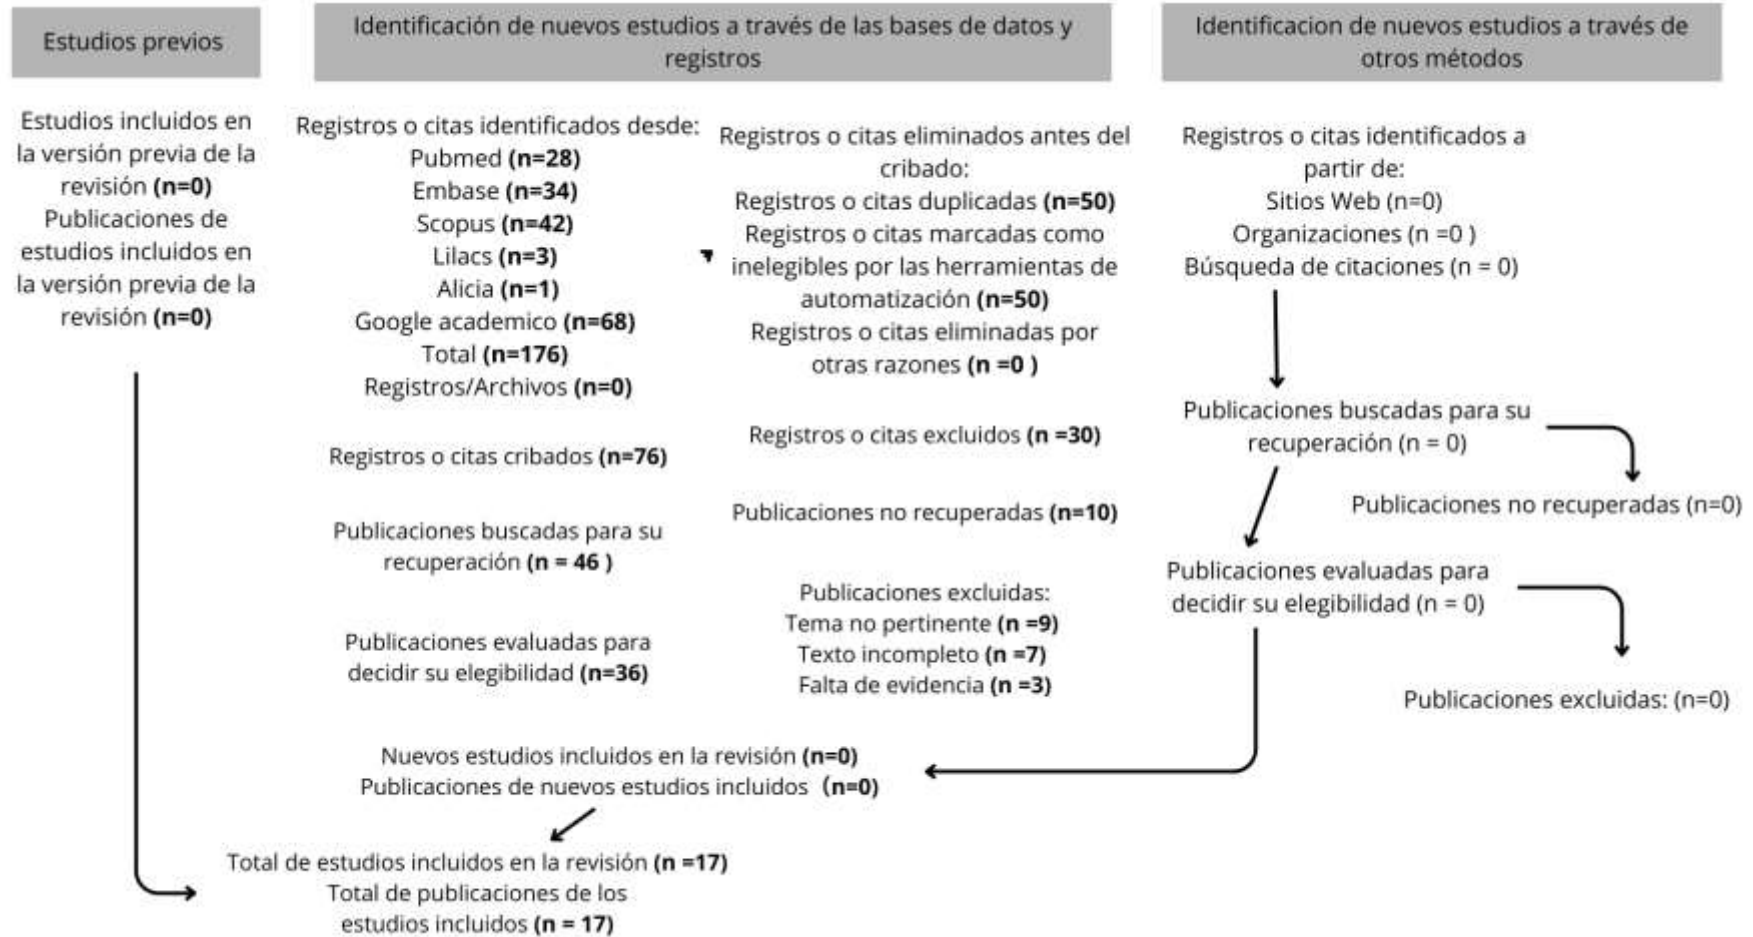 Estudios previos
Identificación de nuevos estudios a través de las bases de datos y
registros
Identificacion de nuevos estudios a través de
otros métodos
Estudios incluidos en
la versión previa de la
revisión (n=0)
Publicaciones de
estudios incluidos en
la versión previa de la
revisión (n=0)
Registros o citas identificados desde:
Pubmed (n=28)
Embase (n=34)
Scopus (n=42)
Lilacs (n=3)
Alicia (n=1)
Google academico (n=68)
Total (n=176)
Registros/Archivos (n=0)
Registros o citas cribados (n=76)
Publicaciones buscadas para su
recuperación (n = 46 )
Publicaciones evaluadas para
decidir su elegibilidad (n=36)
Registros o citas eliminados antes del
cribado:
Registros o citas duplicadas (n=50)
Registros o citas marcadas como
inelegibles por las herramientas de
automatización (n=50)
Registros o citas eliminadas por
otras razones (n =0 )
Registros o citas excluidos (n =30)
Publicaciones no recuperadas (n=10)
Publicaciones excluidas:
Tema no pertinente (n =9)
Texto incompleto (n =7)
Falta de evidencia (n =3)
Registros o citas identificados a
partir de:
Sitios Web (n=0)
Organizaciones (n =0 )
Búsqueda de citaciones (n = 0)
Publicaciones buscadas para su
recuperación (n = 0)
Publicaciones no recuperadas (n=0)
Publicaciones evaluadas para
decidir su elegibilidad (n = 0)
Publicaciones excluidas: (n=0)
Nuevos estudios incluidos en la revisión (n=0)
Publicaciones de nuevos estudios incluidos (n=0)
Total de estudios incluidos en la revisión (n =17)
Total de publicaciones de los
estudios incluidos (n = 17)